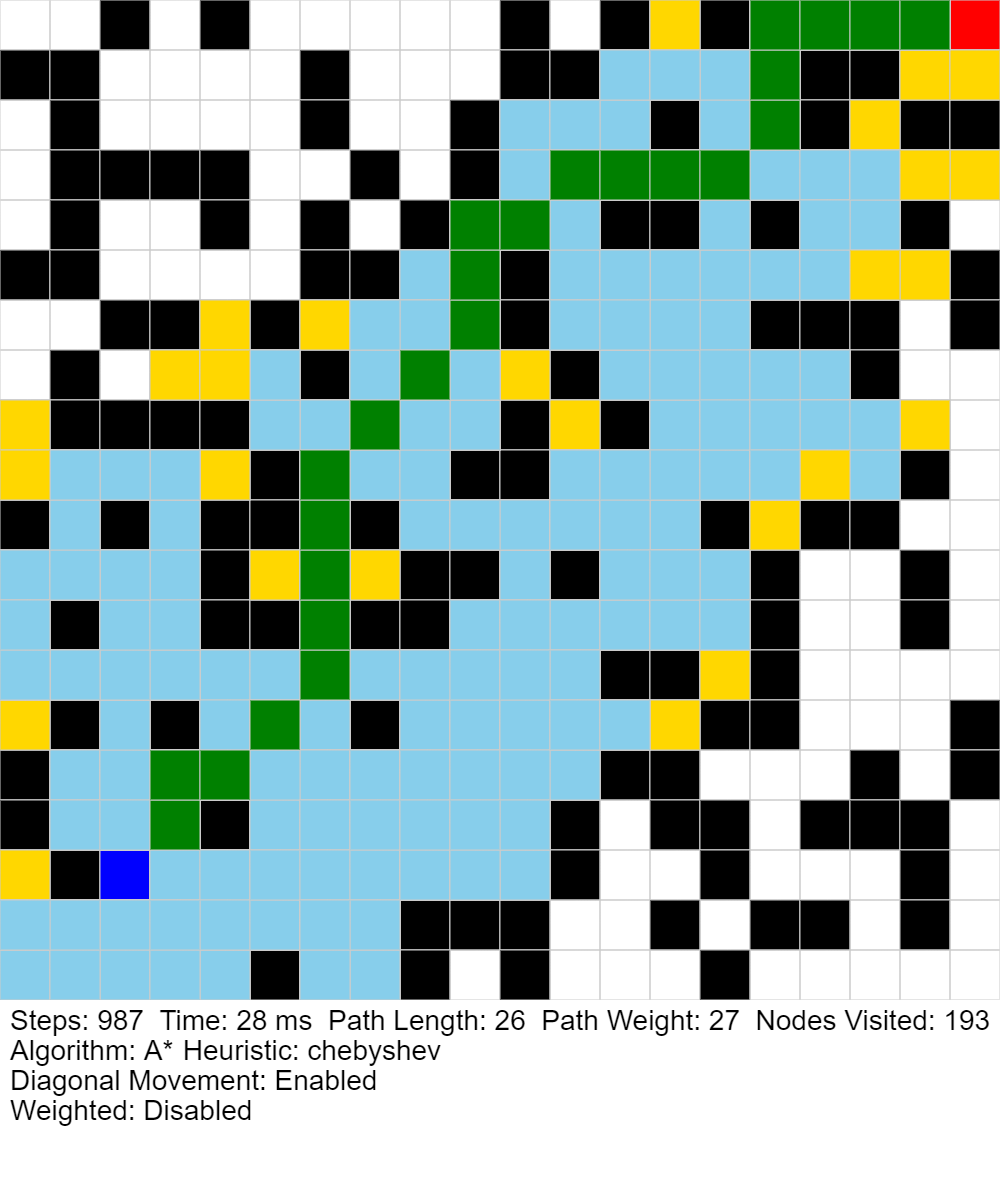 Steps: 987  Time: 28 ms  Path Length: 26  Path Weight: 27  Nodes Visited: 193
Algorithm: A* Heuristic: chebyshev
Diagonal Movement: Enabled
Weighted: Disabled